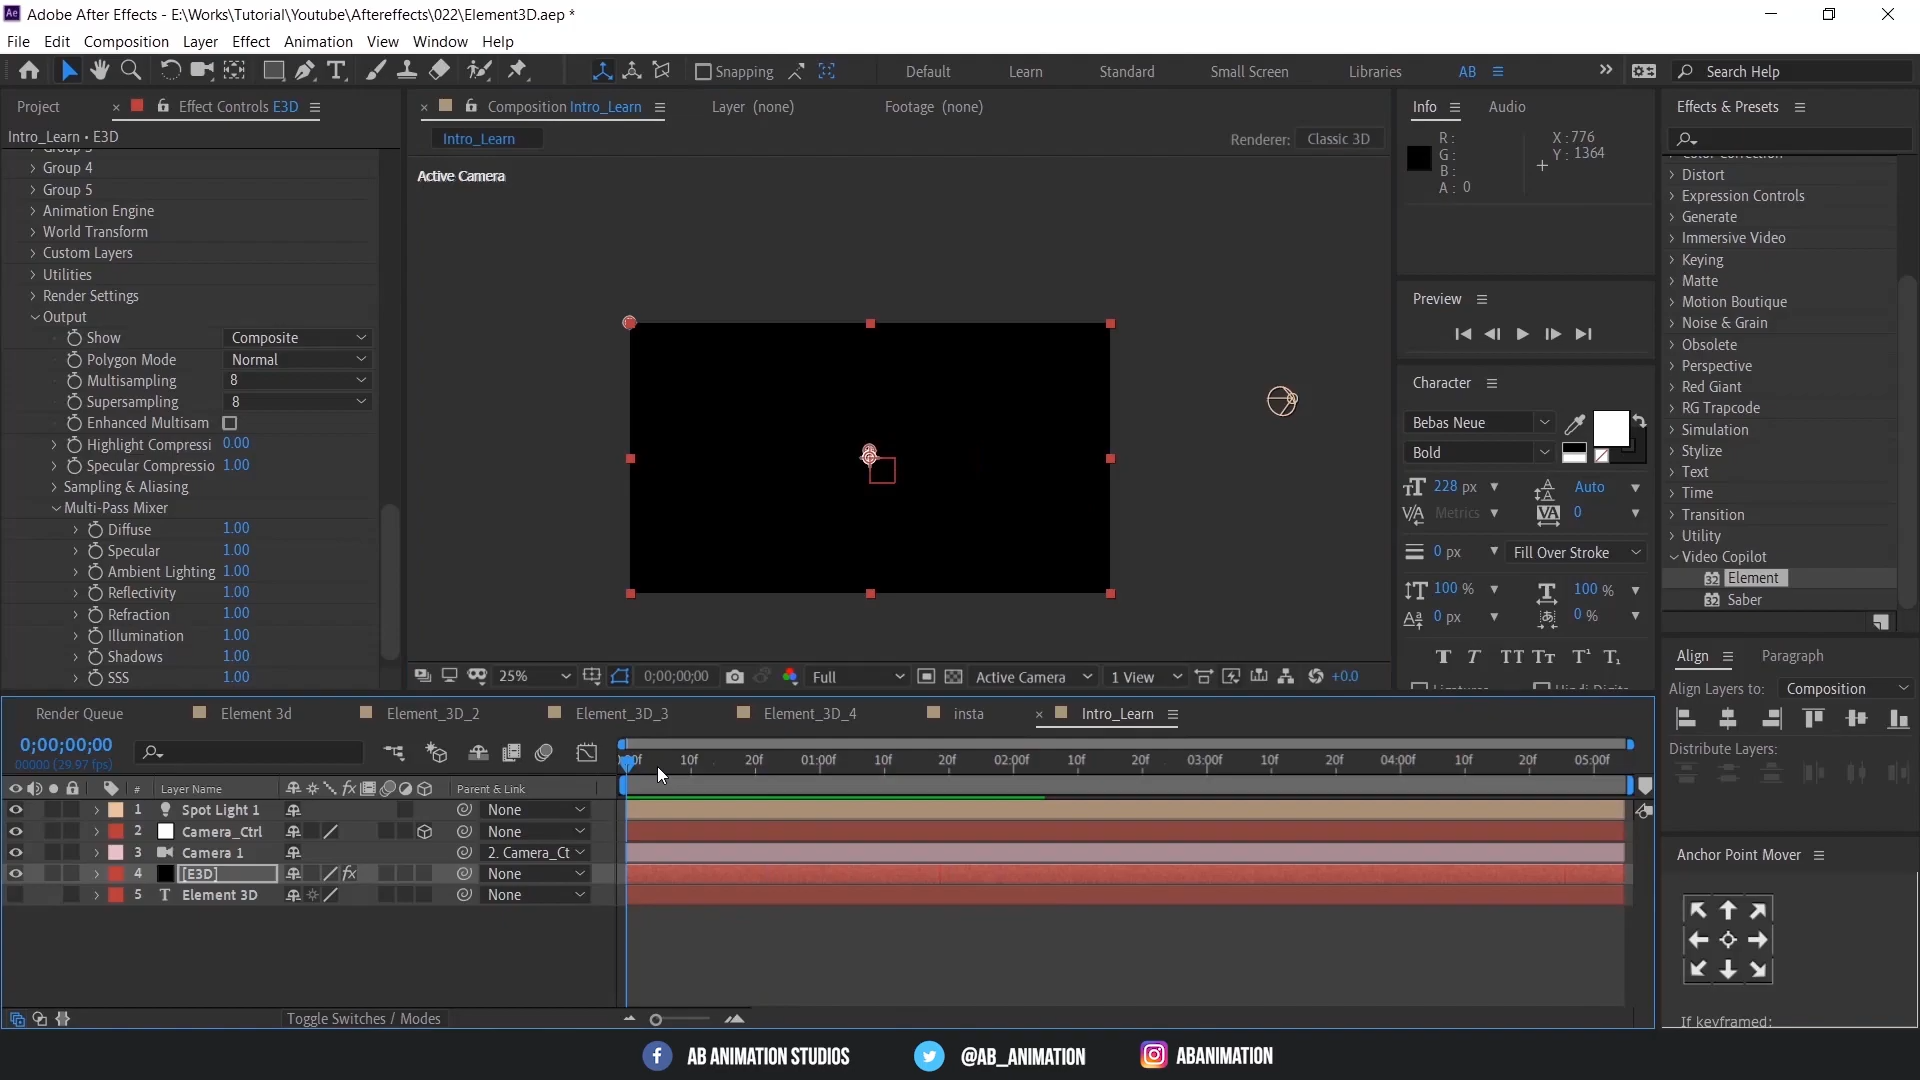 Adobe After Effects - E:\Works\Tutorial\Youtube\Aftereffects\022\Element3D.aep *
File Edit Composition Layer Effect Animation View Window Help
Snapping Default Learn Standard Small Screen Libraries AB Search Help
Project Effect Controls E3D
Intro_Learn • E3D
Group 4
Group 5
Animation Engine
World Transform
Custom Layers
Utilities
Render Settings
Output
Show Composite
Polygon Mode Normal
Multisampling 8
Supersampling 8
Enhanced Multisam
Highlight Compressi 0.00
Specular Compressio 1.00
Sampling & Aliasing
Multi-Pass Mixer
Diffuse 1.00
Specular 1.00
Ambient Lighting 1.00
Reflectivity 1.00
Refraction 1.00
Illumination 1.00
Shadows 1.00
SSS 1.00
Composition Intro_Learn Layer (none) Footage (none)
Intro_Learn Renderer: Classic 3D
Active Camera
25% 0;00;00;00 Full Active Camera 1 View +0.0
Info Audio
R:
G:
B:
A: 0
X: 776
Y: 1364
Preview
Character
Bebas Neue
Bold
228 px Auto
Metrics 0
0 px Fill Over Stroke
100 % 100 %
0 px 0 %
Effects & Presets
Distort
Expression Controls
Generate
Immersive Video
Keying
Matte
Motion Boutique
Noise & Grain
Obsolete
Perspective
Red Giant
RG Trapcode
Simulation
Stylize
Text
Time
Transition
Utility
Video Copilot
Element
Saber
Align Paragraph
Align Layers to: Composition
Distribute Layers:
Anchor Point Mover
If keyframed:
Render Queue Element 3d Element_3D_2 Element_3D_3 Element_3D_4 insta Intro_Learn
0;00;00;00
00000 (29.97 fps)
10f 20f 01:00f 10f 20f 02:00f 10f 20f 03:00f 10f 20f 04:00f 10f 20f 05:00f
# Layer Name Parent & Link
1 Spot Light 1 None
2 Camera_Ctrl None
3 Camera 1 2. Camera_Ct
4 [E3D] None
5 Element 3D None
Toggle Switches / Modes
AB ANIMATION STUDIOS @AB_ANIMATION ABANIMATION